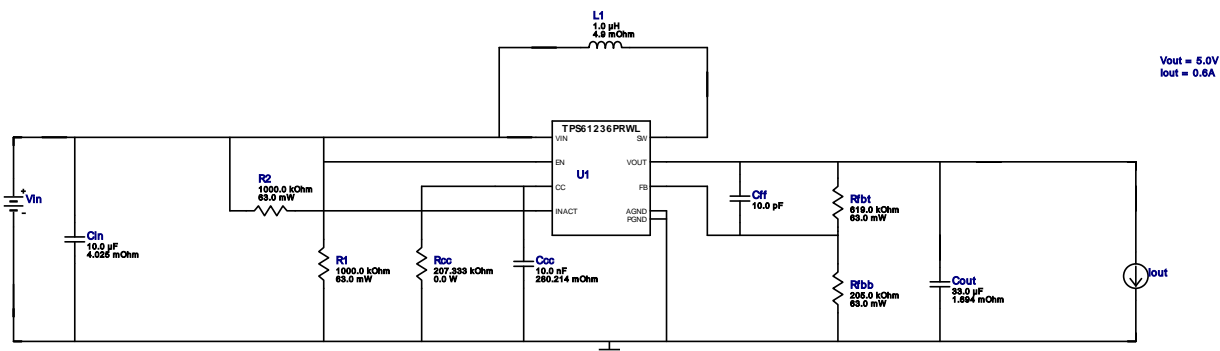 L1
1.0 µH
4.9 mOhm
Vout = 5.0V
Iout = 0.6A
TPS61236PRWL
VIN
SW
EN
VOUT
U1
CC
FB
INACT
AGND
PGND
R2
1000.0 kOhm
63.0 mW
Cff
10.0 pF
Rfbt
619.0 kOhm
63.0 mW
+
Vin
-
Cin
10.0 µF
4.025 mOhm
R1
1000.0 kOhm
63.0 mW
Rcc
207.333 kOhm
0.0 W
Ccc
10.0 nF
280.214 mOhm
Rfbb
205.0 kOhm
63.0 mW
Cout
33.0 µF
1.694 mOhm
Iout